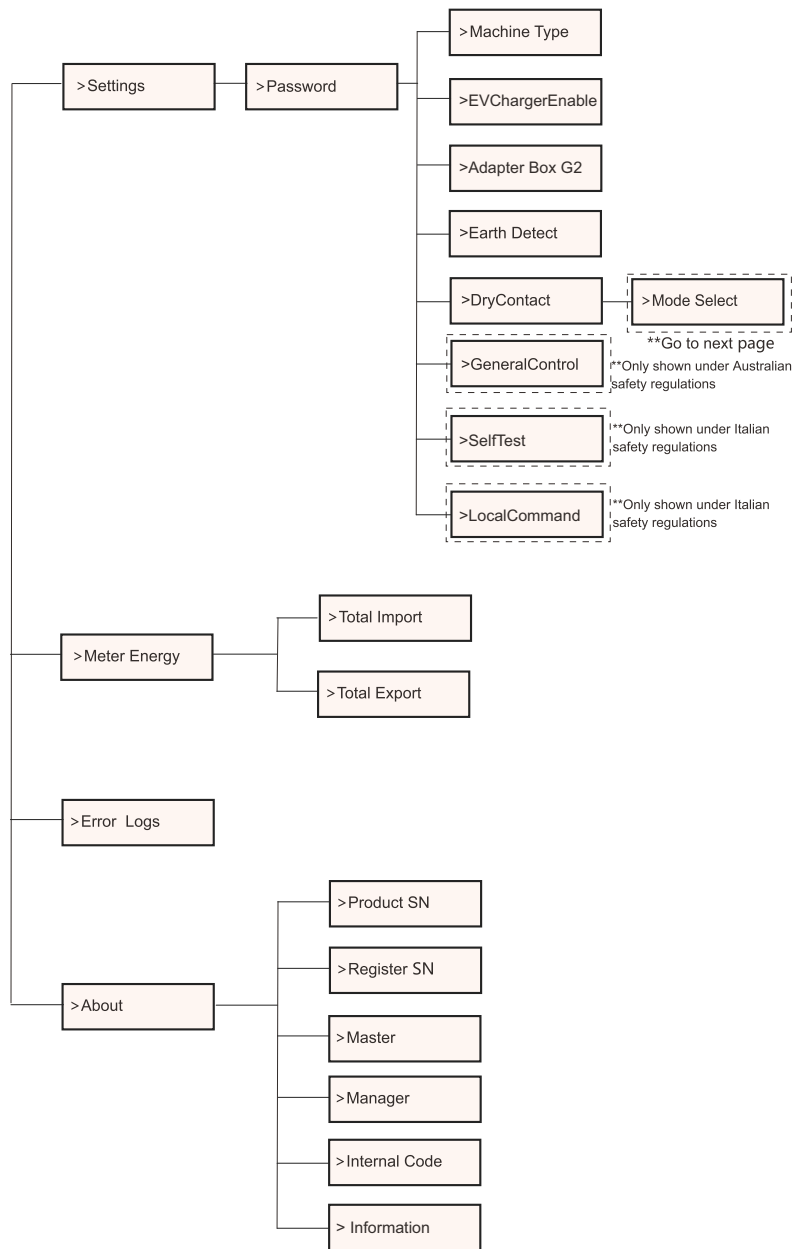 >Machine Type
>Settings
>Password
>EVChargerEnable
>Adapter Box G2
>Earth Detect
>DryContact
>Mode Select
**Go to next page
>GeneralControl
**Only shown under Australian
safety regulations
>SelfTest
**Only shown under Italian
safety regulations
>LocalCommand
**Only shown under Italian
safety regulations
>Total Import
>Meter Energy
>Total Export
>Error Logs
>Product SN
>Register SN
>About
>Master
>Manager
>Internal Code
> Information